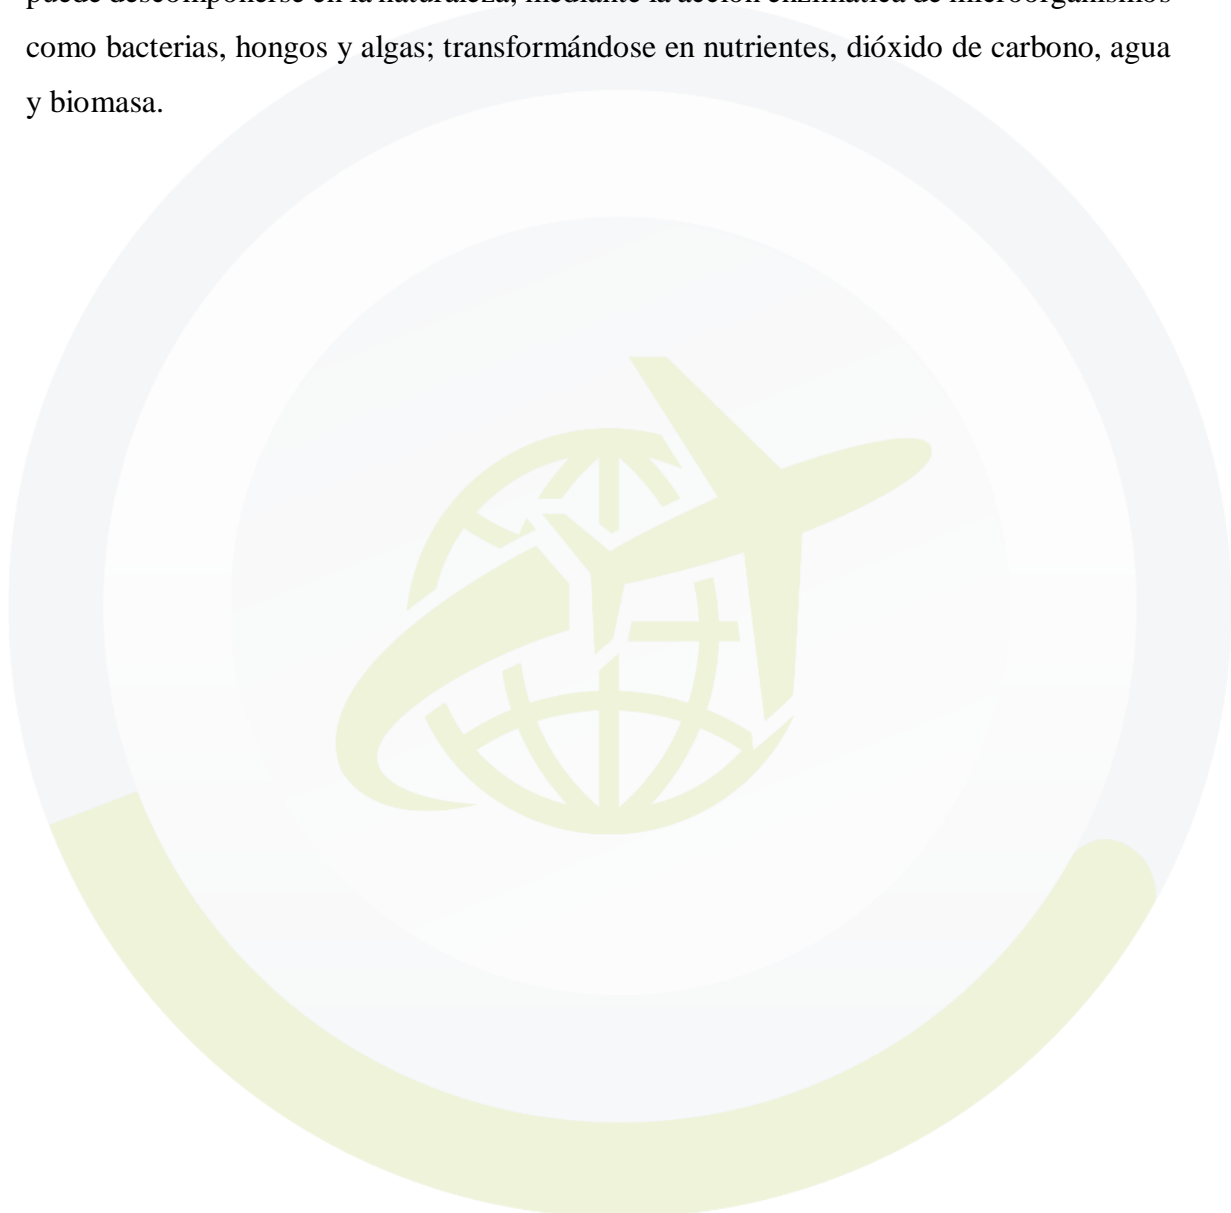 puede descomponerse en la naturaleza, mediante la acción enzimática de microorganismos
como bacterias, hongos y algas; transformándose en nutrientes, dióxido de carbono, agua
y biomasa.